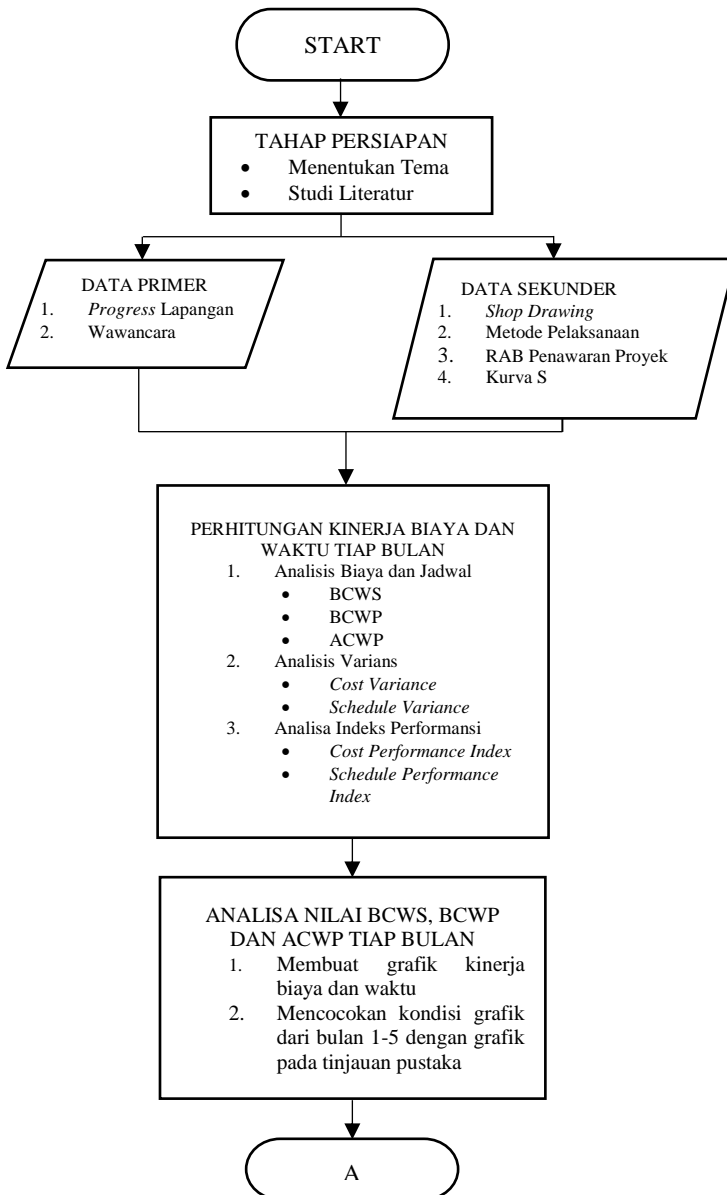 START
TAHAP PERSIAPAN
• Menentukan Tema
• Studi Literatur
DATA PRIMER
1. Progress Lapangan
2. Wawancara
DATA SEKUNDER
1. Shop Drawing
2. Metode Pelaksanaan
3. RAB Penawaran Proyek
4. Kurva S
PERHITUNGAN KINERJA BIAYA DAN
WAKTU TIAP BULAN
1. Analisis Biaya dan Jadwal
• BCWS
• BCWP
• ACWP
2. Analisis Varians
• Cost Variance
• Schedule Variance
3. Analisa Indeks Performansi
• Cost Performance Index
• Schedule Performance
Index
ANALISA NILAI BCWS, BCWP
DAN ACWP TIAP BULAN
1. Membuat grafik kinerja
biaya dan waktu
2. Mencocokan kondisi grafik
dari bulan 1-5 dengan grafik
pada tinjauan pustaka
A